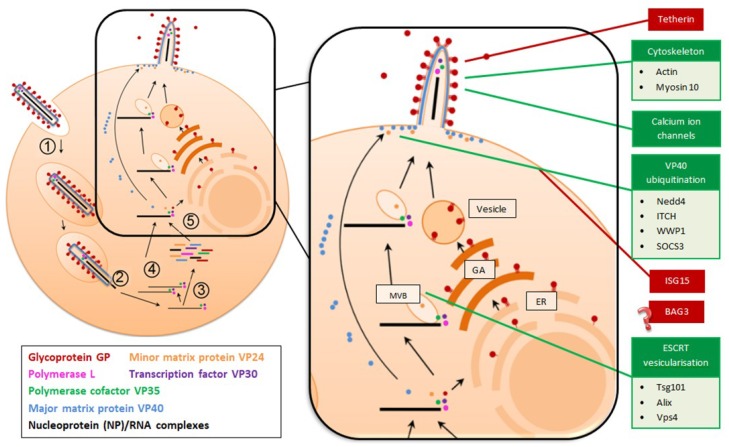 ①
②
③
④
⑤
Glycoprotein GP
Minor matrix protein VP24
Polymerase L
Transcription factor VP30
Polymerase cofactor VP35
Major matrix protein VP40
Nucleoprotein (NP)/RNA complexes
Vesicle
GA
MVB
ER
Tetherin
Cytoskeleton
• Actin
• Myosin10
Calcium ion
channels
VP40
ubiquitination
• Nedd4
• ITCH
• WWP1
• SOCS3
ISG15
? BAG3
ESCRT
vesicularisation
• Tsg101
• Alix
• Vps4